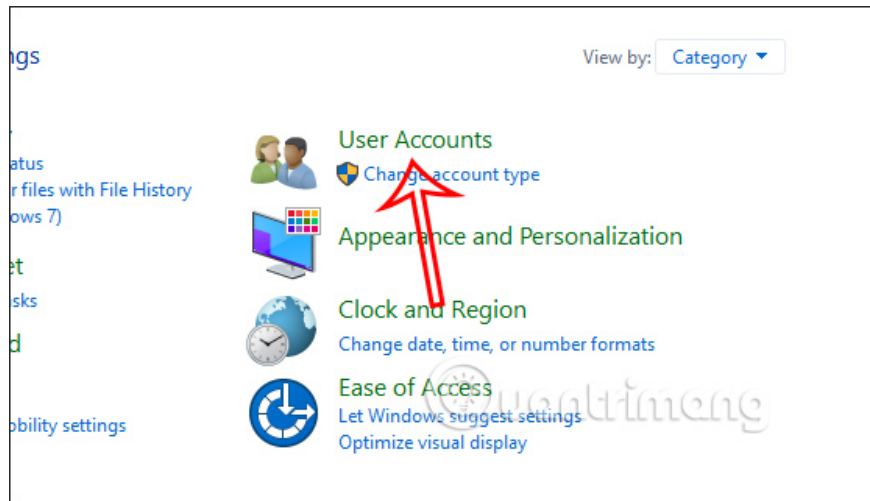 ngs
View by: Category
atus
r files with File History
ows 7)
et
sks
d
obility settings
User Accounts
Change account type
Appearance and Personalization
Clock and Region
Change date, time, or number formats
Ease of Access
Let Windows suggest settings
Optimize visual display
uantrimang